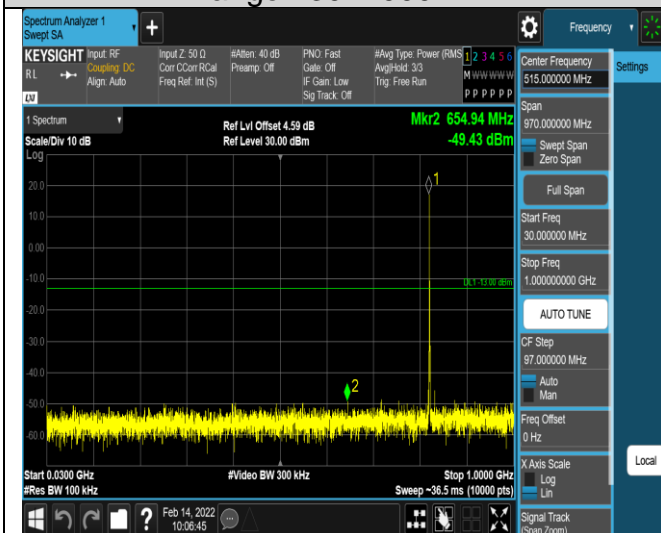 Spectrum Analyzer 1
Swept SA
+
Frequency
KEYSIGHT
RL
LXI
Input: RF
Coupling: DC
Align: Auto
Input Z: 50 Ω
Corr CCorr RCal
Freq Ref: Int (S)
#Atten: 40 dB
Preamp: Off
PNO: Fast
Gate: Off
IF Gain: Low
Sig Track: Off
#Avg Type: Power (RMS
Avg|Hold: 3/3
Trig: Free Run
1 2 3 4 5 6
M W W W W W
P P P P P P
1 Spectrum
Scale/Div 10 dB
Log
Ref Lvl Offset 4.59 dB
Ref Level 30.00 dBm
Mkr2 654.94 MHz
-49.43 dBm
1
20.0
10.0
0.00
-10.0
DL1 -13.00 dBm
-20.0
-30.0
-40.0
2
-50.0
-60.0
Start 0.0300 GHz
#Res BW 100 kHz
#Video BW 300 kHz
Stop 1.0000 GHz
Sweep ~36.5 ms (10000 pts)
?
Feb 14, 2022
10:06:45
Center Frequency
515.000000 MHz
Span
970.000000 MHz
Swept Span
Zero Span
Full Span
Start Freq
30.000000 MHz
Stop Freq
1.000000000 GHz
AUTO TUNE
CF Step
97.000000 MHz
Auto
Man
Freq Offset
0 Hz
X Axis Scale
Log
Lin
Signal Track
(Span Zoom)
Settings
Local